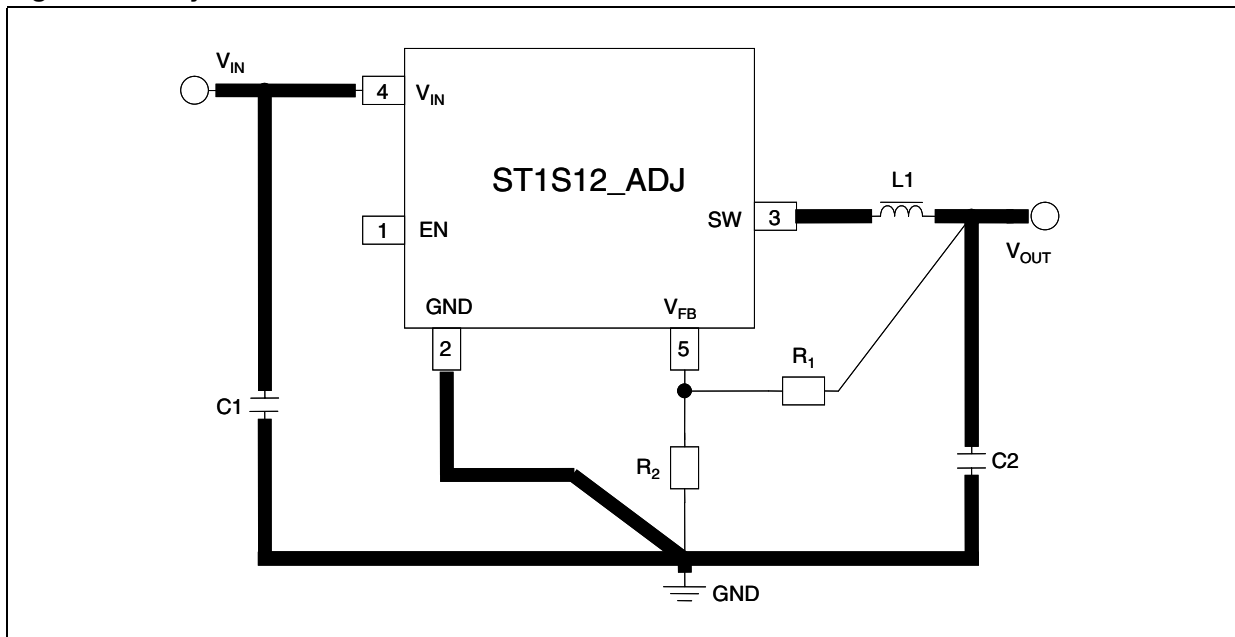 V_IN
4
V_IN
ST1S12_ADJ
L1
1
EN
SW
3
V_OUT
GND
V_FB
2
5
R_1
C1
R_2
C2
GND